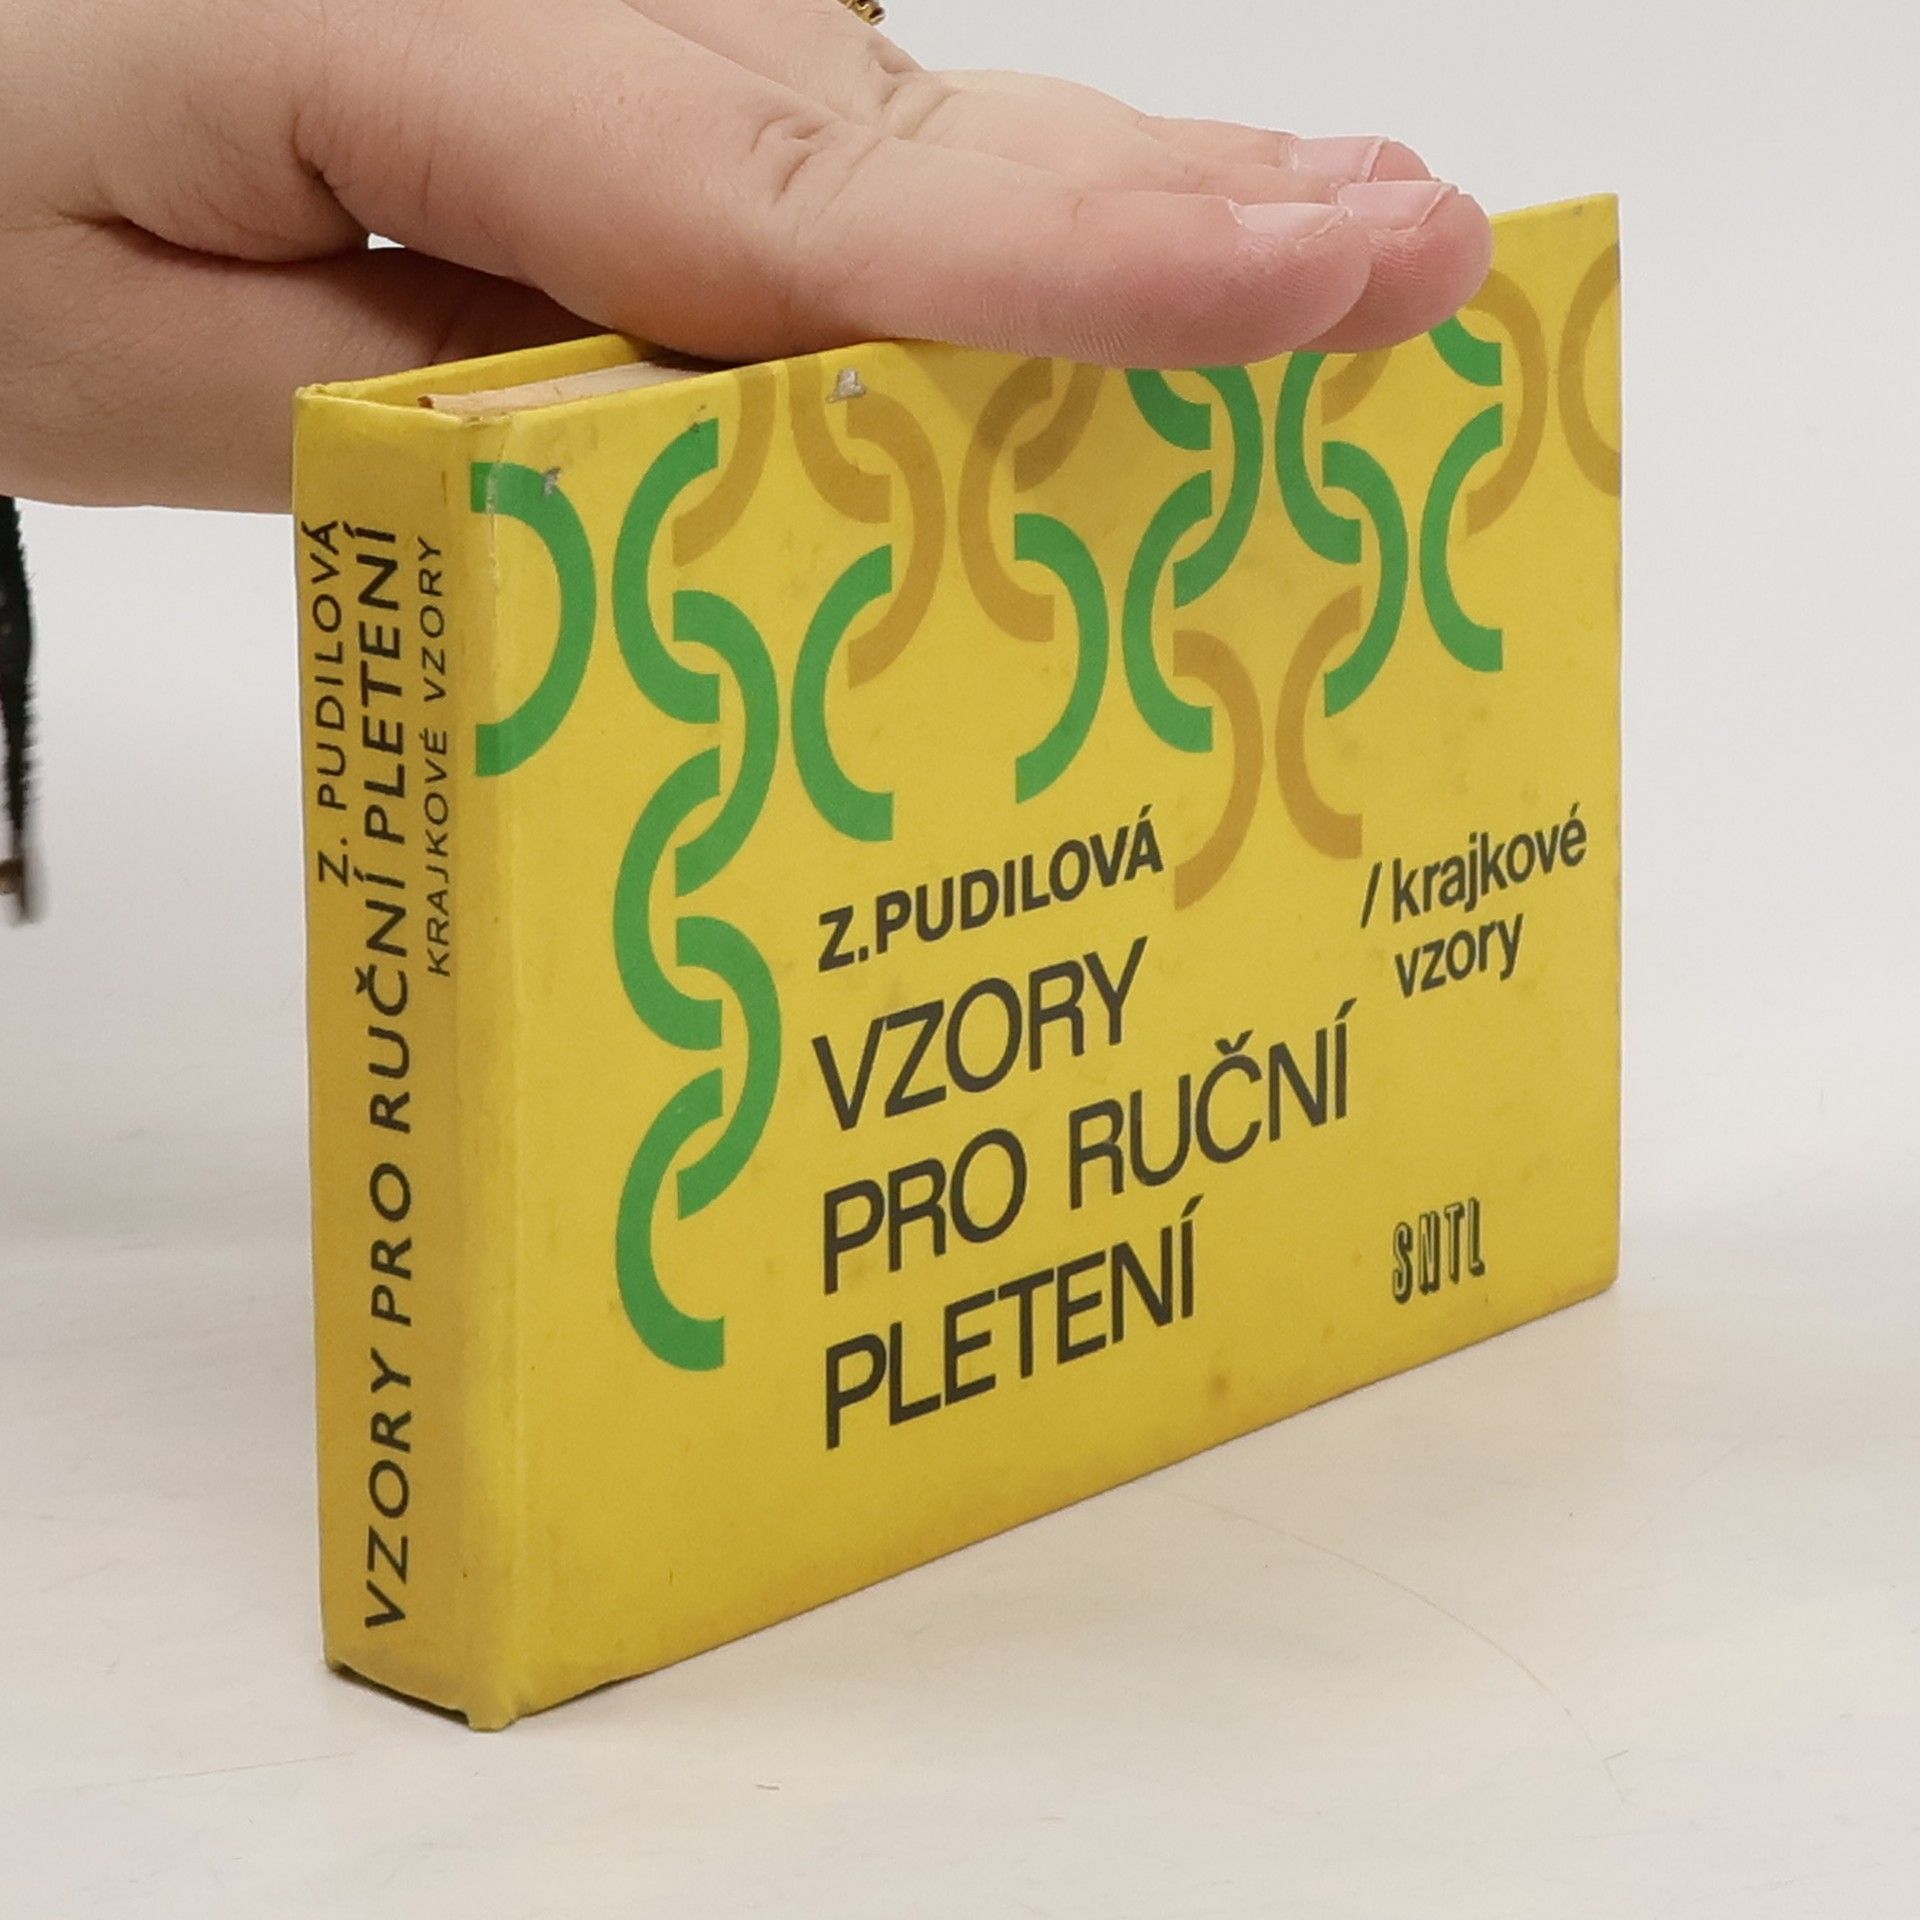 Z. PUDILOVÁ
VZORY PRO RUČNÍ PLETENÍ
KRAJKOVÉ VZORY
Z.PUDILOVÁ
VZORY
PRO RUČNÍ
PLETENÍ
/ krajkové
vzory
SNTL